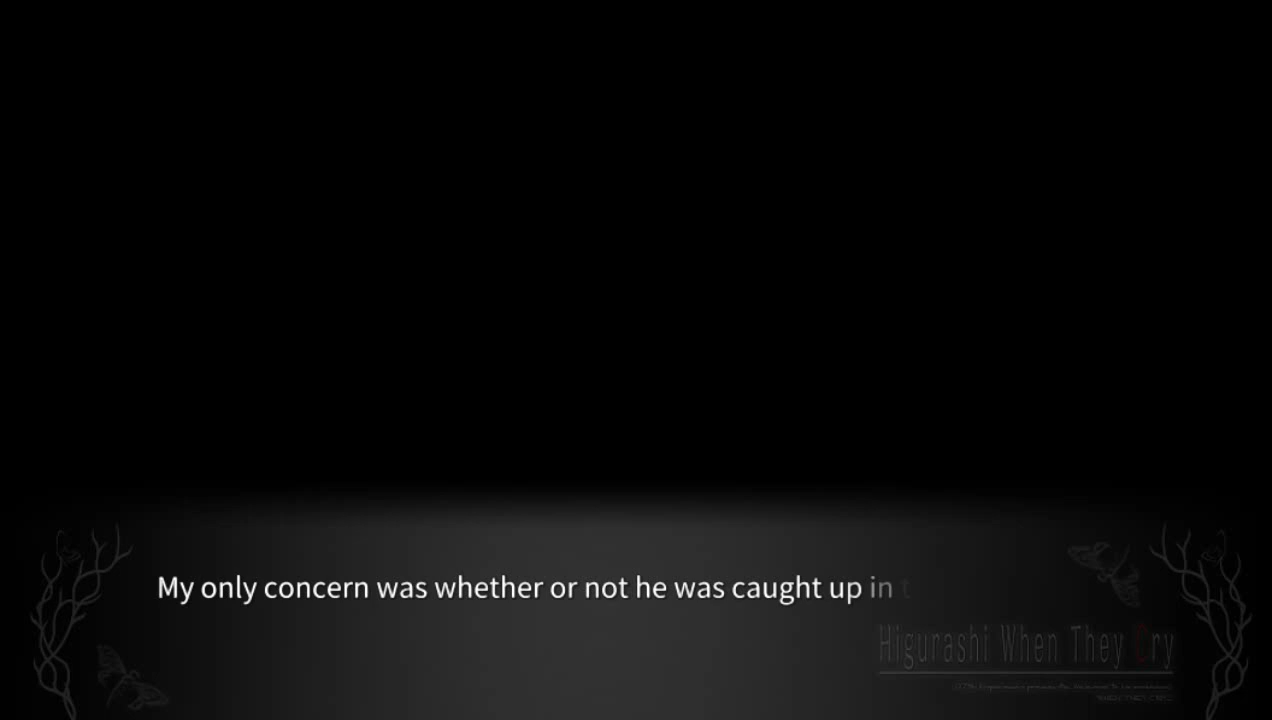 My only concern was whether or not he was caught up in t
Higurashi When They Cry